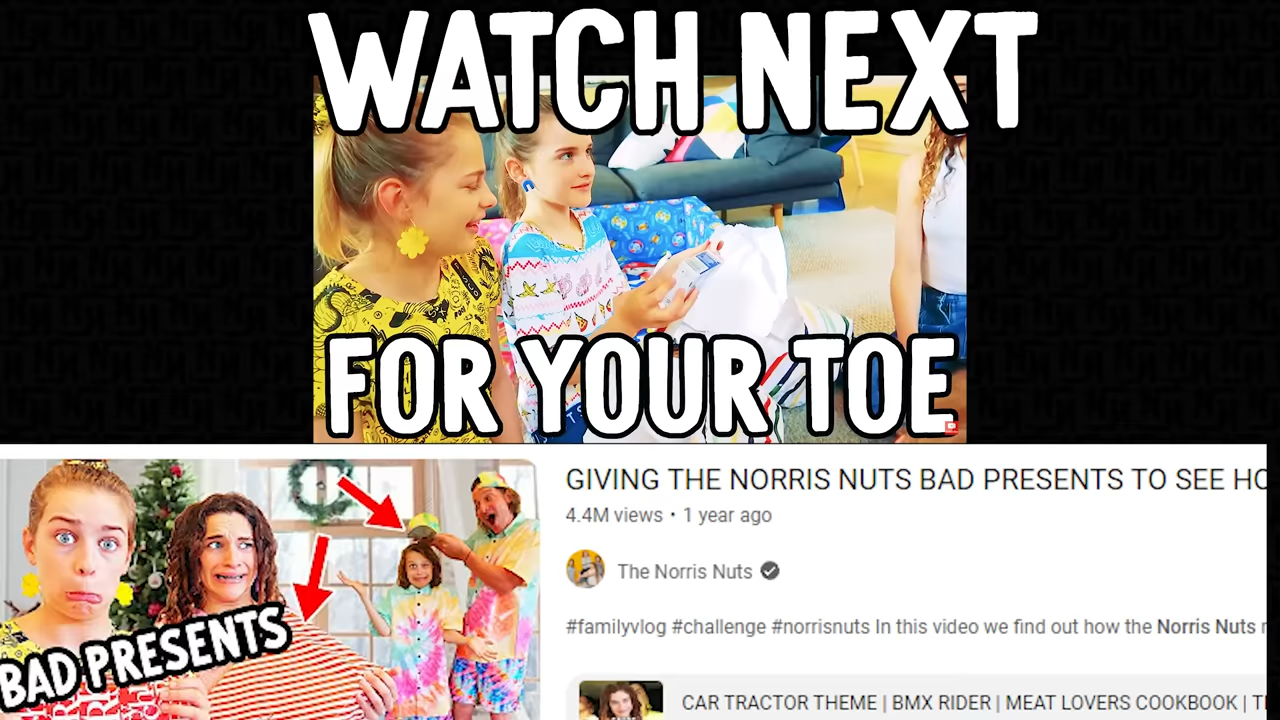 WATCH NEXT
FOR YOUR TOE
GIVING THE NORRIS NUTS BAD PRESENTS TO SEE HO
4.4M views • 1 year ago
The Norris Nuts
#familyvlog #challenge #norrisnuts In this video we find out how the Norris Nuts
BAD PRESENTS
CAR TRACTOR THEME | BMX RIDER | MEAT LOVERS COOKBOOK |